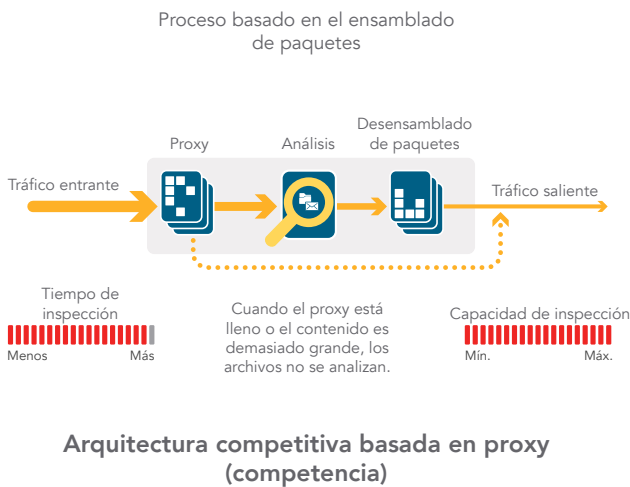 Proceso basado en el ensamblado
de paquetes
Proxy
Análisis
Desensamblado
de paquetes
Tráfico entrante
Tráfico saliente
Tiempo de
inspección
Menos
Más
Cuando el proxy está
lleno o el contenido es
demasiado grande, los
archivos no se analizan.
Capacidad de inspección
Mín.
Máx.
Arquitectura competitiva basada en proxy
(competencia)